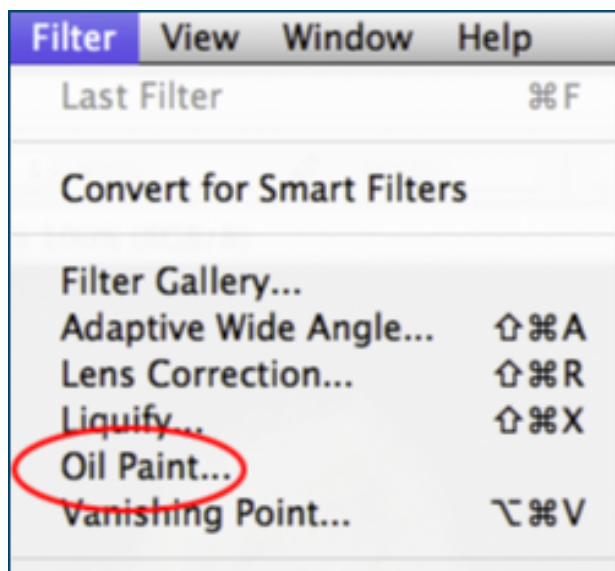 Filter View Window Help
Last Filter ⌘F
Convert for Smart Filters
Filter Gallery...
Adaptive Wide Angle... ⇧⌘A
Lens Correction... ⇧⌘R
Liquify... ⇧⌘X
Oil Paint...
Vanishing Point... ⌥⌘V